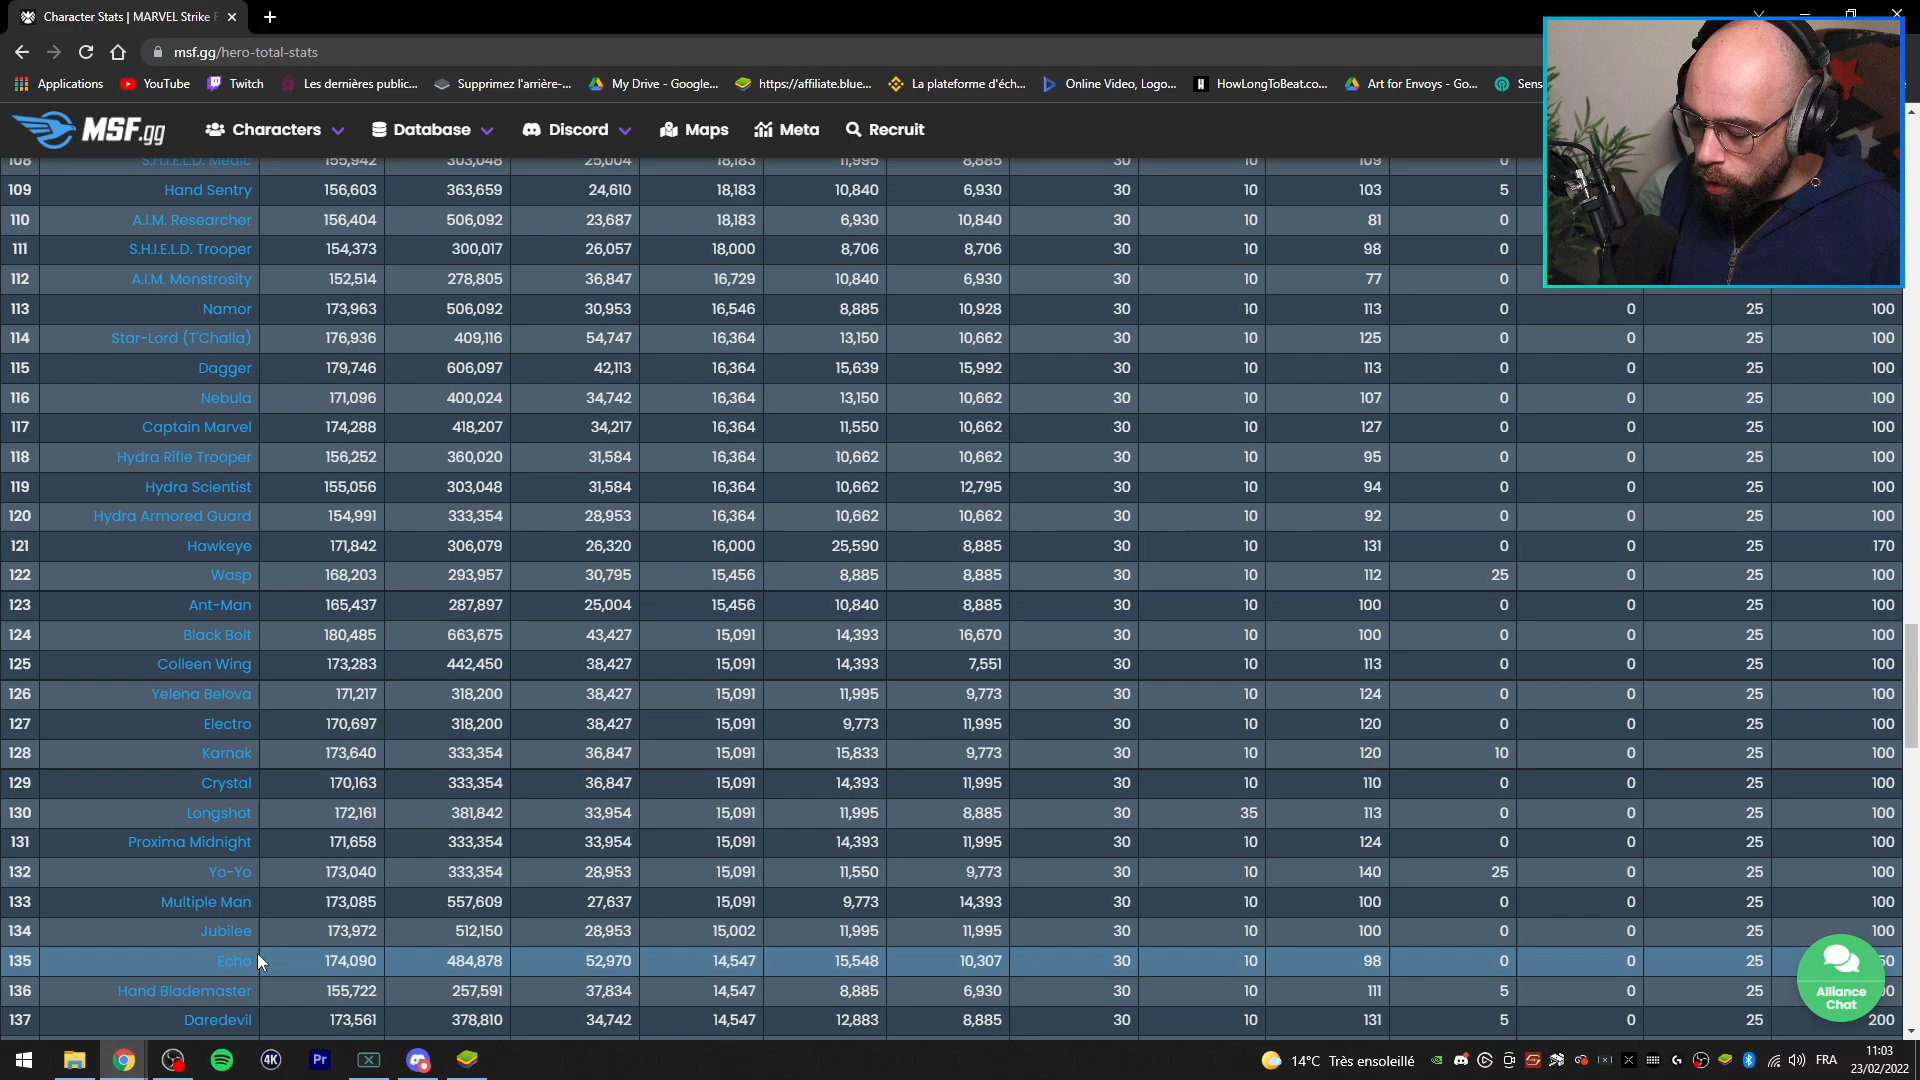 Character Stats | MARVEL Strike F
msf.gg/hero-total-stats
Applications YouTube Twitch Les dernières public... Supprimez l'arrière-... My Drive - Google... https://affiliate.blue... La plateforme d'éch... Online Video, Logo... HowLongToBeat.co... Art for Envoys - Go... Sens
MSF.gg Characters Database Discord Maps Meta Recruit
108 S.H.I.E.L.D. Medic 155,942 303,048 25,004 18,183 11,995 8,885 30 10 109 0
109 Hand Sentry 156,603 363,659 24,610 18,183 10,840 6,930 30 10 103 5
110 A.I.M. Researcher 156,404 506,092 23,687 18,183 6,930 10,840 30 10 81 0
111 S.H.I.E.L.D. Trooper 154,373 300,017 26,057 18,000 8,706 8,706 30 10 98 0
112 A.I.M. Monstrosity 152,514 278,805 36,847 16,729 10,840 6,930 30 10 77 0
113 Namor 173,963 506,092 30,953 16,546 8,885 10,928 30 10 113 0 0 25 100
114 Star-Lord (T'Challa) 176,936 409,116 54,747 16,364 13,150 10,662 30 10 125 0 0 25 100
115 Dagger 179,746 606,097 42,113 16,364 15,639 15,992 30 10 113 0 0 25 100
116 Nebula 171,096 400,024 34,742 16,364 13,150 10,662 30 10 107 0 0 25 100
117 Captain Marvel 174,288 418,207 34,217 16,364 11,550 10,662 30 10 127 0 0 25 100
118 Hydra Rifle Trooper 156,252 360,020 31,584 16,364 10,662 10,662 30 10 95 0 0 25 100
119 Hydra Scientist 155,056 303,048 31,584 16,364 10,662 12,795 30 10 94 0 0 25 100
120 Hydra Armored Guard 154,991 333,354 28,953 16,364 10,662 10,662 30 10 92 0 0 25 100
121 Hawkeye 171,842 306,079 26,320 16,000 25,590 8,885 30 10 131 0 0 25 170
122 Wasp 168,203 293,957 30,795 15,456 8,885 8,885 30 10 112 25 0 25 100
123 Ant-Man 165,437 287,897 25,004 15,456 10,840 8,885 30 10 100 0 0 25 100
124 Black Bolt 180,485 663,675 43,427 15,091 14,393 16,670 30 10 100 0 0 25 100
125 Colleen Wing 173,283 442,450 38,427 15,091 14,393 7,551 30 10 113 0 0 25 100
126 Yelena Belova 171,217 318,200 38,427 15,091 11,995 9,773 30 10 124 0 0 25 100
127 Electro 170,697 318,200 38,427 15,091 9,773 11,995 30 10 120 0 0 25 100
128 Karnak 173,640 333,354 36,847 15,091 15,833 9,773 30 10 120 10 0 25 100
129 Crystal 170,163 333,354 36,847 15,091 14,393 11,995 30 10 110 0 0 25 100
130 Longshot 172,161 381,842 33,954 15,091 11,995 8,885 30 35 113 0 0 25 100
131 Proxima Midnight 171,658 333,354 33,954 15,091 14,393 11,995 30 10 124 0 0 25 100
132 Yo-Yo 173,040 333,354 28,953 15,091 11,550 9,773 30 10 140 25 0 25 100
133 Multiple Man 173,085 557,609 27,637 15,091 9,773 14,393 30 10 100 0 0 25 100
134 Jubilee 173,972 512,150 28,953 15,002 11,995 11,995 30 10 100 0 0 25 100
135 Echo 174,090 484,878 52,970 14,547 15,548 10,307 30 10 98 0 0 25 50
136 Hand Blademaster 155,722 257,591 37,834 14,547 8,885 6,930 30 10 111 5 0 25 00
137 Daredevil 173,561 378,810 34,742 14,547 12,883 8,885 30 10 131 5 0 25 200
Alliance
Chat
4K Pr 14°C Très ensoleillé FRA 11:03
23/02/2022